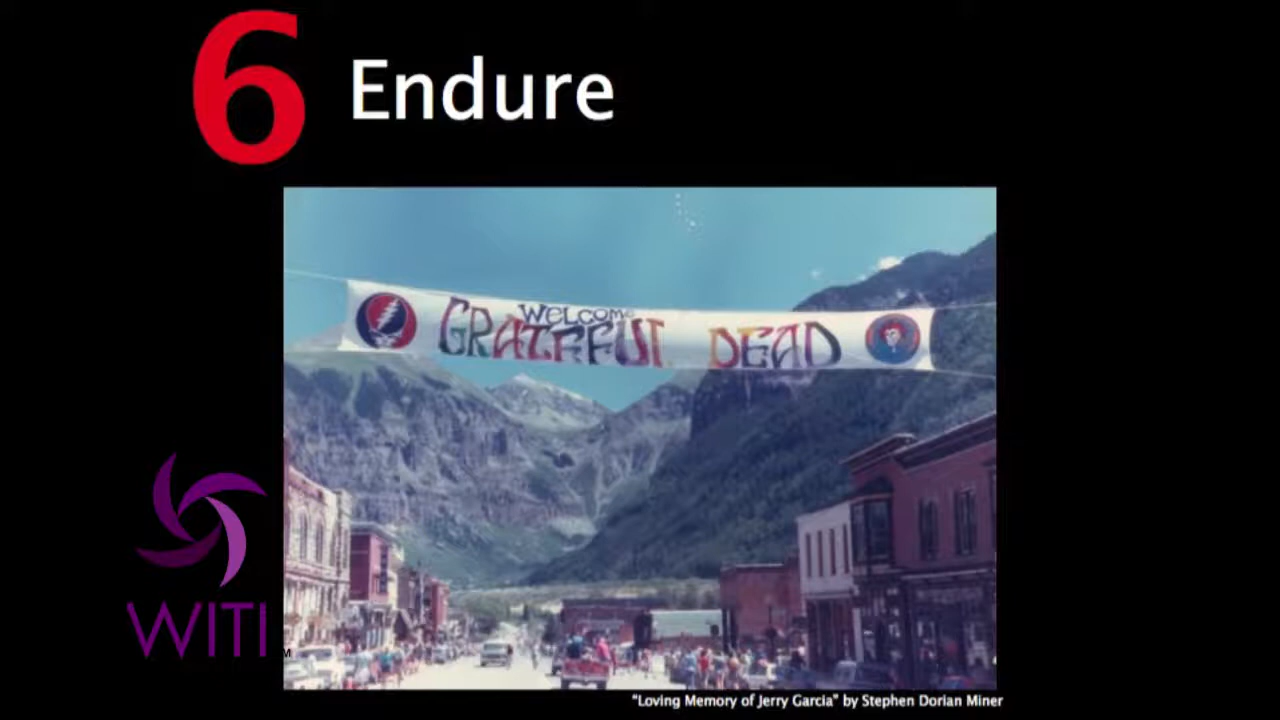 6 Endure
WELCOME
GRATEFUL DEAD
WITI
M
“Loving Memory of Jerry Garcia” by Stephen Dorian Miner